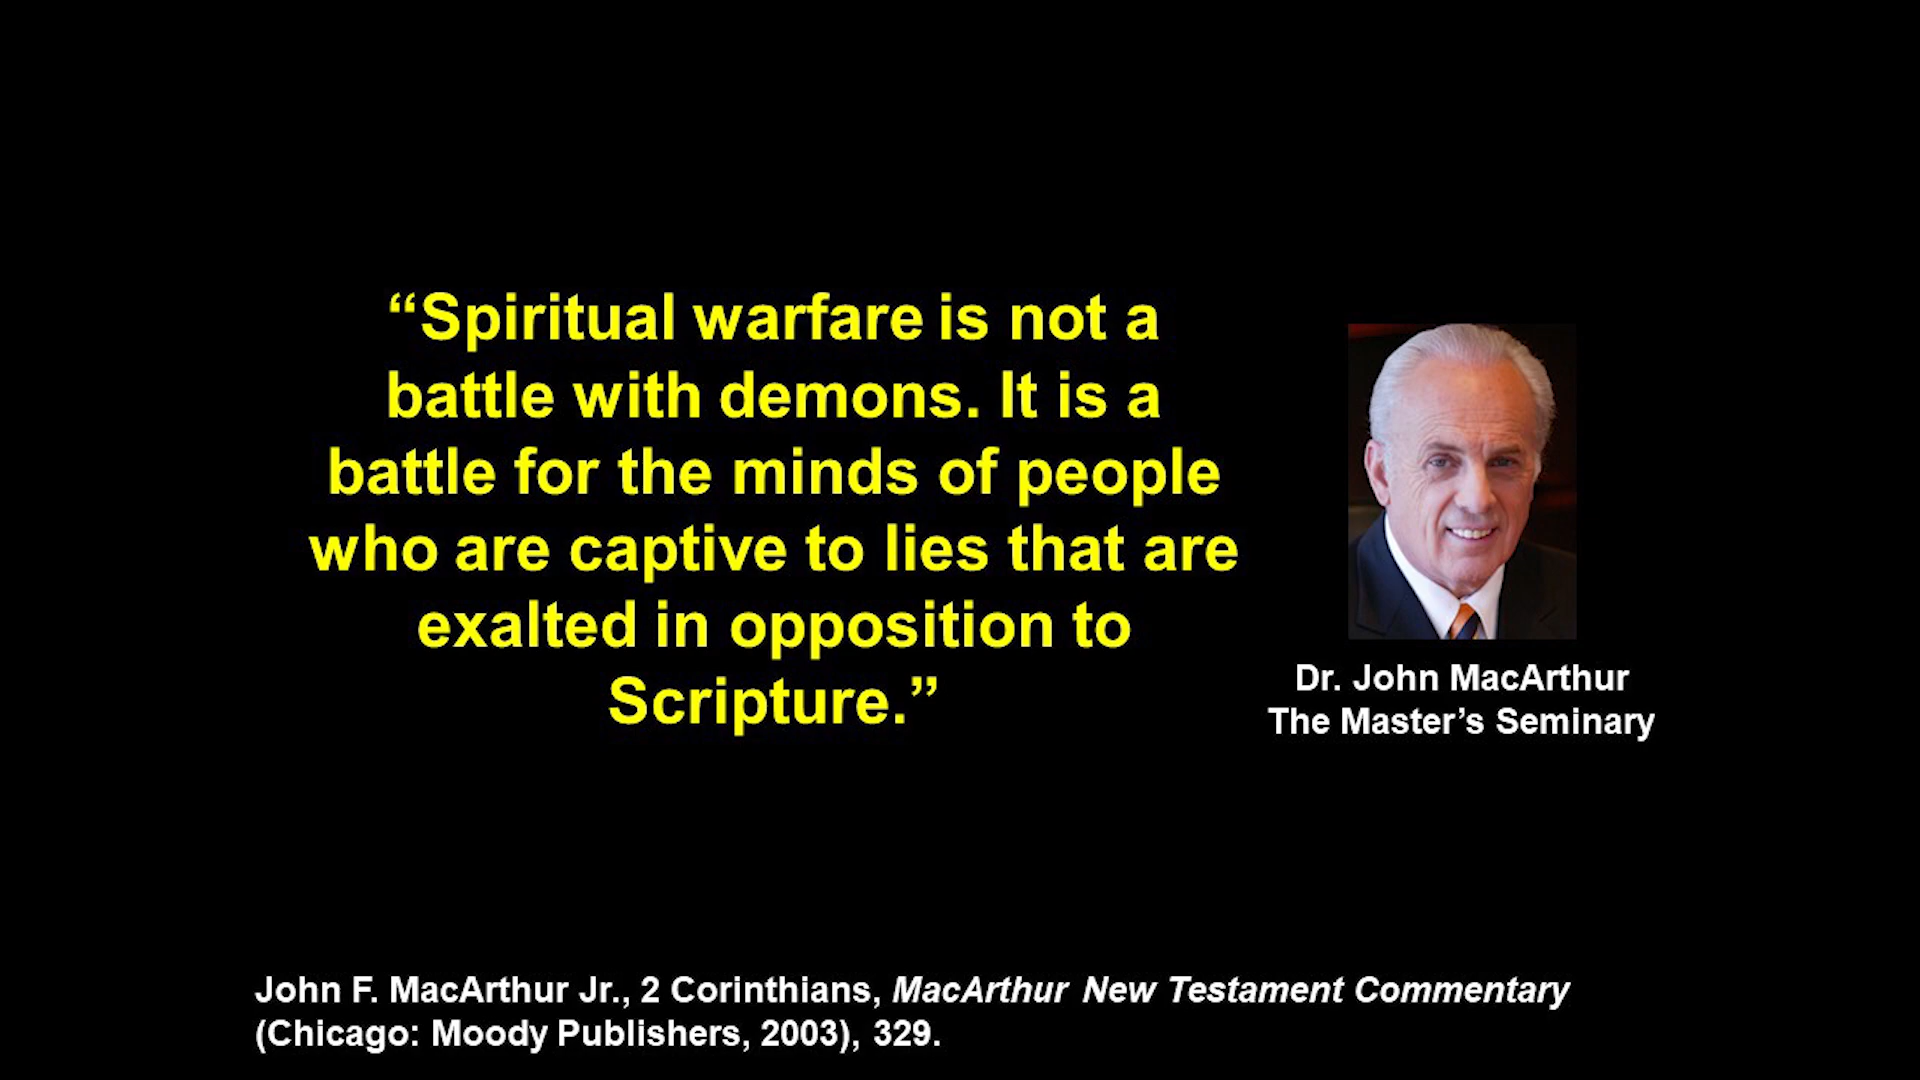 “Spiritual warfare is not a
battle with demons. It is a
battle for the minds of people
who are captive to lies that are
exalted in opposition to
Scripture.”
Dr. John MacArthur
The Master’s Seminary
John F. MacArthur Jr., 2 Corinthians, MacArthur New Testament Commentary
(Chicago: Moody Publishers, 2003), 329.